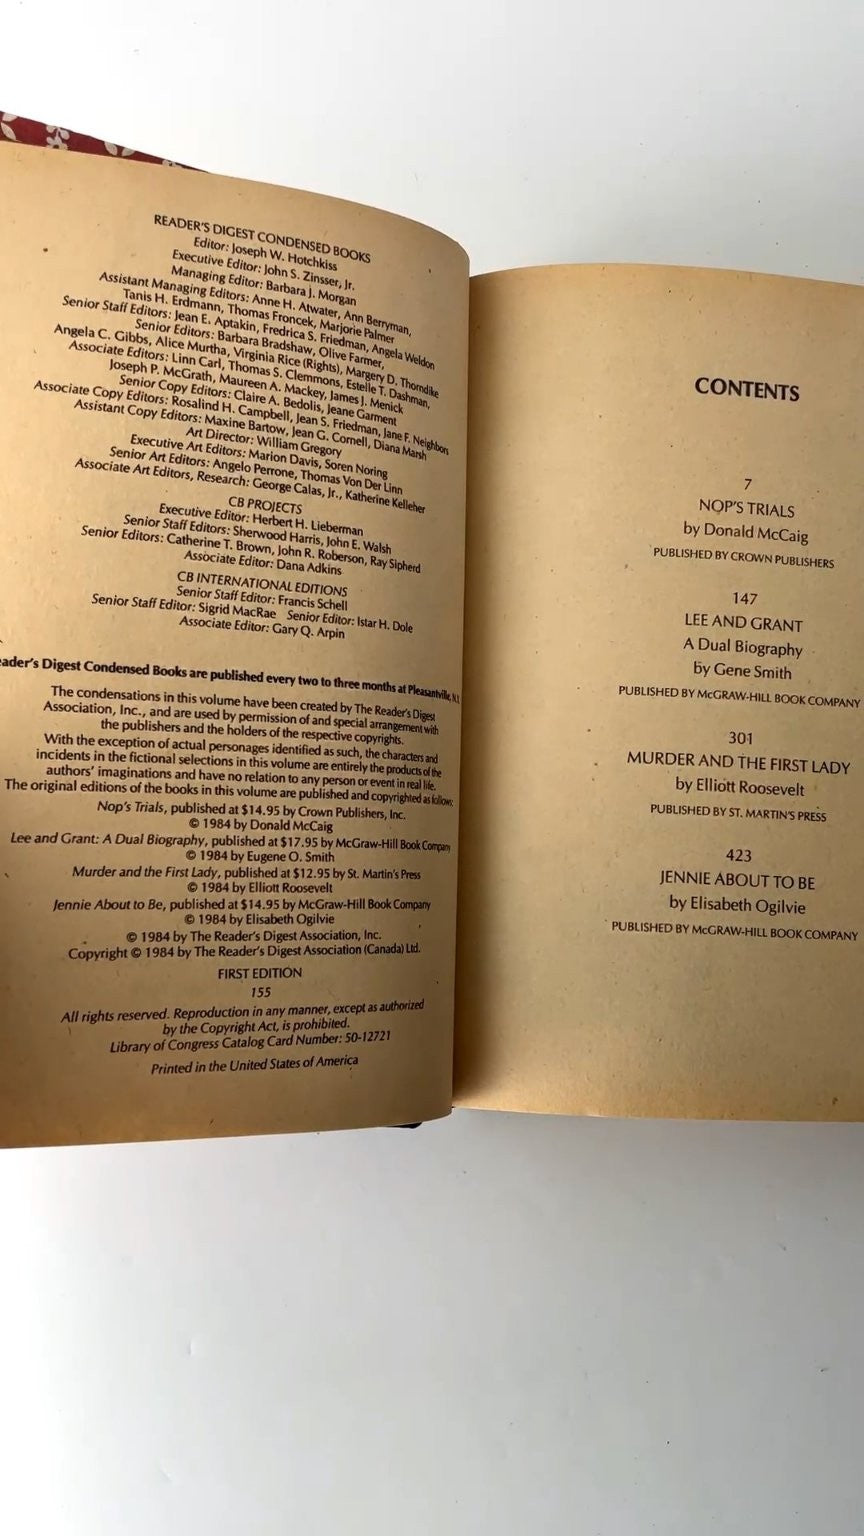 READER'S DIGEST CONDENSED BOOKS
Editor: Joseph W. Hotchkiss
Executive Editor: John S. Zinsser, Jr.
Managing Editor: Barbara J. Morgan
Assistant Managing Editors: Anne H. Atwater, Ann Berryman,
Tanis H. Erdmann, Thomas Froncek, Marjorie Palmer
Senior Staff Editors: Jean E. Aptakin, Fredrica S. Friedman, Angela Weldon
Senior Editors: Barbara Bradshaw, Olive Farmer,
Angela C. Gibbs, Alice Murtha, Virginia Rice (Rights), Margery D. Thorndike
Associate Editors: Linn Carl, Thomas S. Clemmons, Estelle T. Dashman,
Joseph P. McGrath, Maureen A. Mackey, James J. Menick
Senior Copy Editors: Claire A. Bedolis, Jeane Garment
Associate Copy Editors: Rosalind H. Campbell, Jean S. Friedman, Jane F. Neighbors
Assistant Copy Editors: Maxine Bartow, Jean G. Cornell, Diana Marsh
Art Director: William Gregory
Executive Art Editors: Marion Davis, Soren Noring
Senior Art Editors: Angelo Perrone, Thomas Von Der Linn
Associate Art Editors, Research: George Calas, Jr., Katherine Kelleher
CB PROJECTS
Executive Editor: Herbert H. Lieberman
Senior Staff Editors: Sherwood Harris, John E. Walsh
Senior Editors: Catherine T. Brown, John R. Roberson, Ray Sipherd
Associate Editor: Dana Adkins
CB INTERNATIONAL EDITIONS
Senior Staff Editor: Francis Schell
Senior Staff Editor: Sigrid MacRae Senior Editor: Istar H. Dole
Associate Editor: Gary Q. Arpin
eader's Digest Condensed Books are published every two to three months at Pleasantville, N.Y.
The condensations in this volume have been created by The Reader's Digest
Association, Inc., and are used by permission of and special arrangement with
the publishers and the holders of the respective copyrights.
With the exception of actual personages identified as such, the characters and
incidents in the fictional selections in this volume are entirely the products of the
authors' imaginations and have no relation to any person or event in real life.
The original editions of the books in this volume are published and copyrighted as follows:
Nop's Trials, published at $14.95 by Crown Publishers, Inc.
© 1984 by Donald McCaig
Lee and Grant: A Dual Biography, published at $17.95 by McGraw-Hill Book Company
© 1984 by Eugene O. Smith
Murder and the First Lady, published at $12.95 by St. Martin's Press
© 1984 by Elliott Roosevelt
Jennie About to Be, published at $14.95 by McGraw-Hill Book Company
© 1984 by Elisabeth Ogilvie
© 1984 by The Reader's Digest Association, Inc.
Copyright © 1984 by The Reader's Digest Association (Canada) Ltd.
FIRST EDITION
155
All rights reserved. Reproduction in any manner, except as authorized
by the Copyright Act, is prohibited.
Library of Congress Catalog Card Number: 50-12721
Printed in the United States of America
CONTENTS
7
NOP'S TRIALS
by Donald McCaig
PUBLISHED BY CROWN PUBLISHERS
147
LEE AND GRANT
A Dual Biography
by Gene Smith
PUBLISHED BY McGRAW-HILL BOOK COMPANY
301
MURDER AND THE FIRST LADY
by Elliott Roosevelt
PUBLISHED BY ST. MARTIN'S PRESS
423
JENNIE ABOUT TO BE
by Elisabeth Ogilvie
PUBLISHED BY McGRAW-HILL BOOK COMPANY